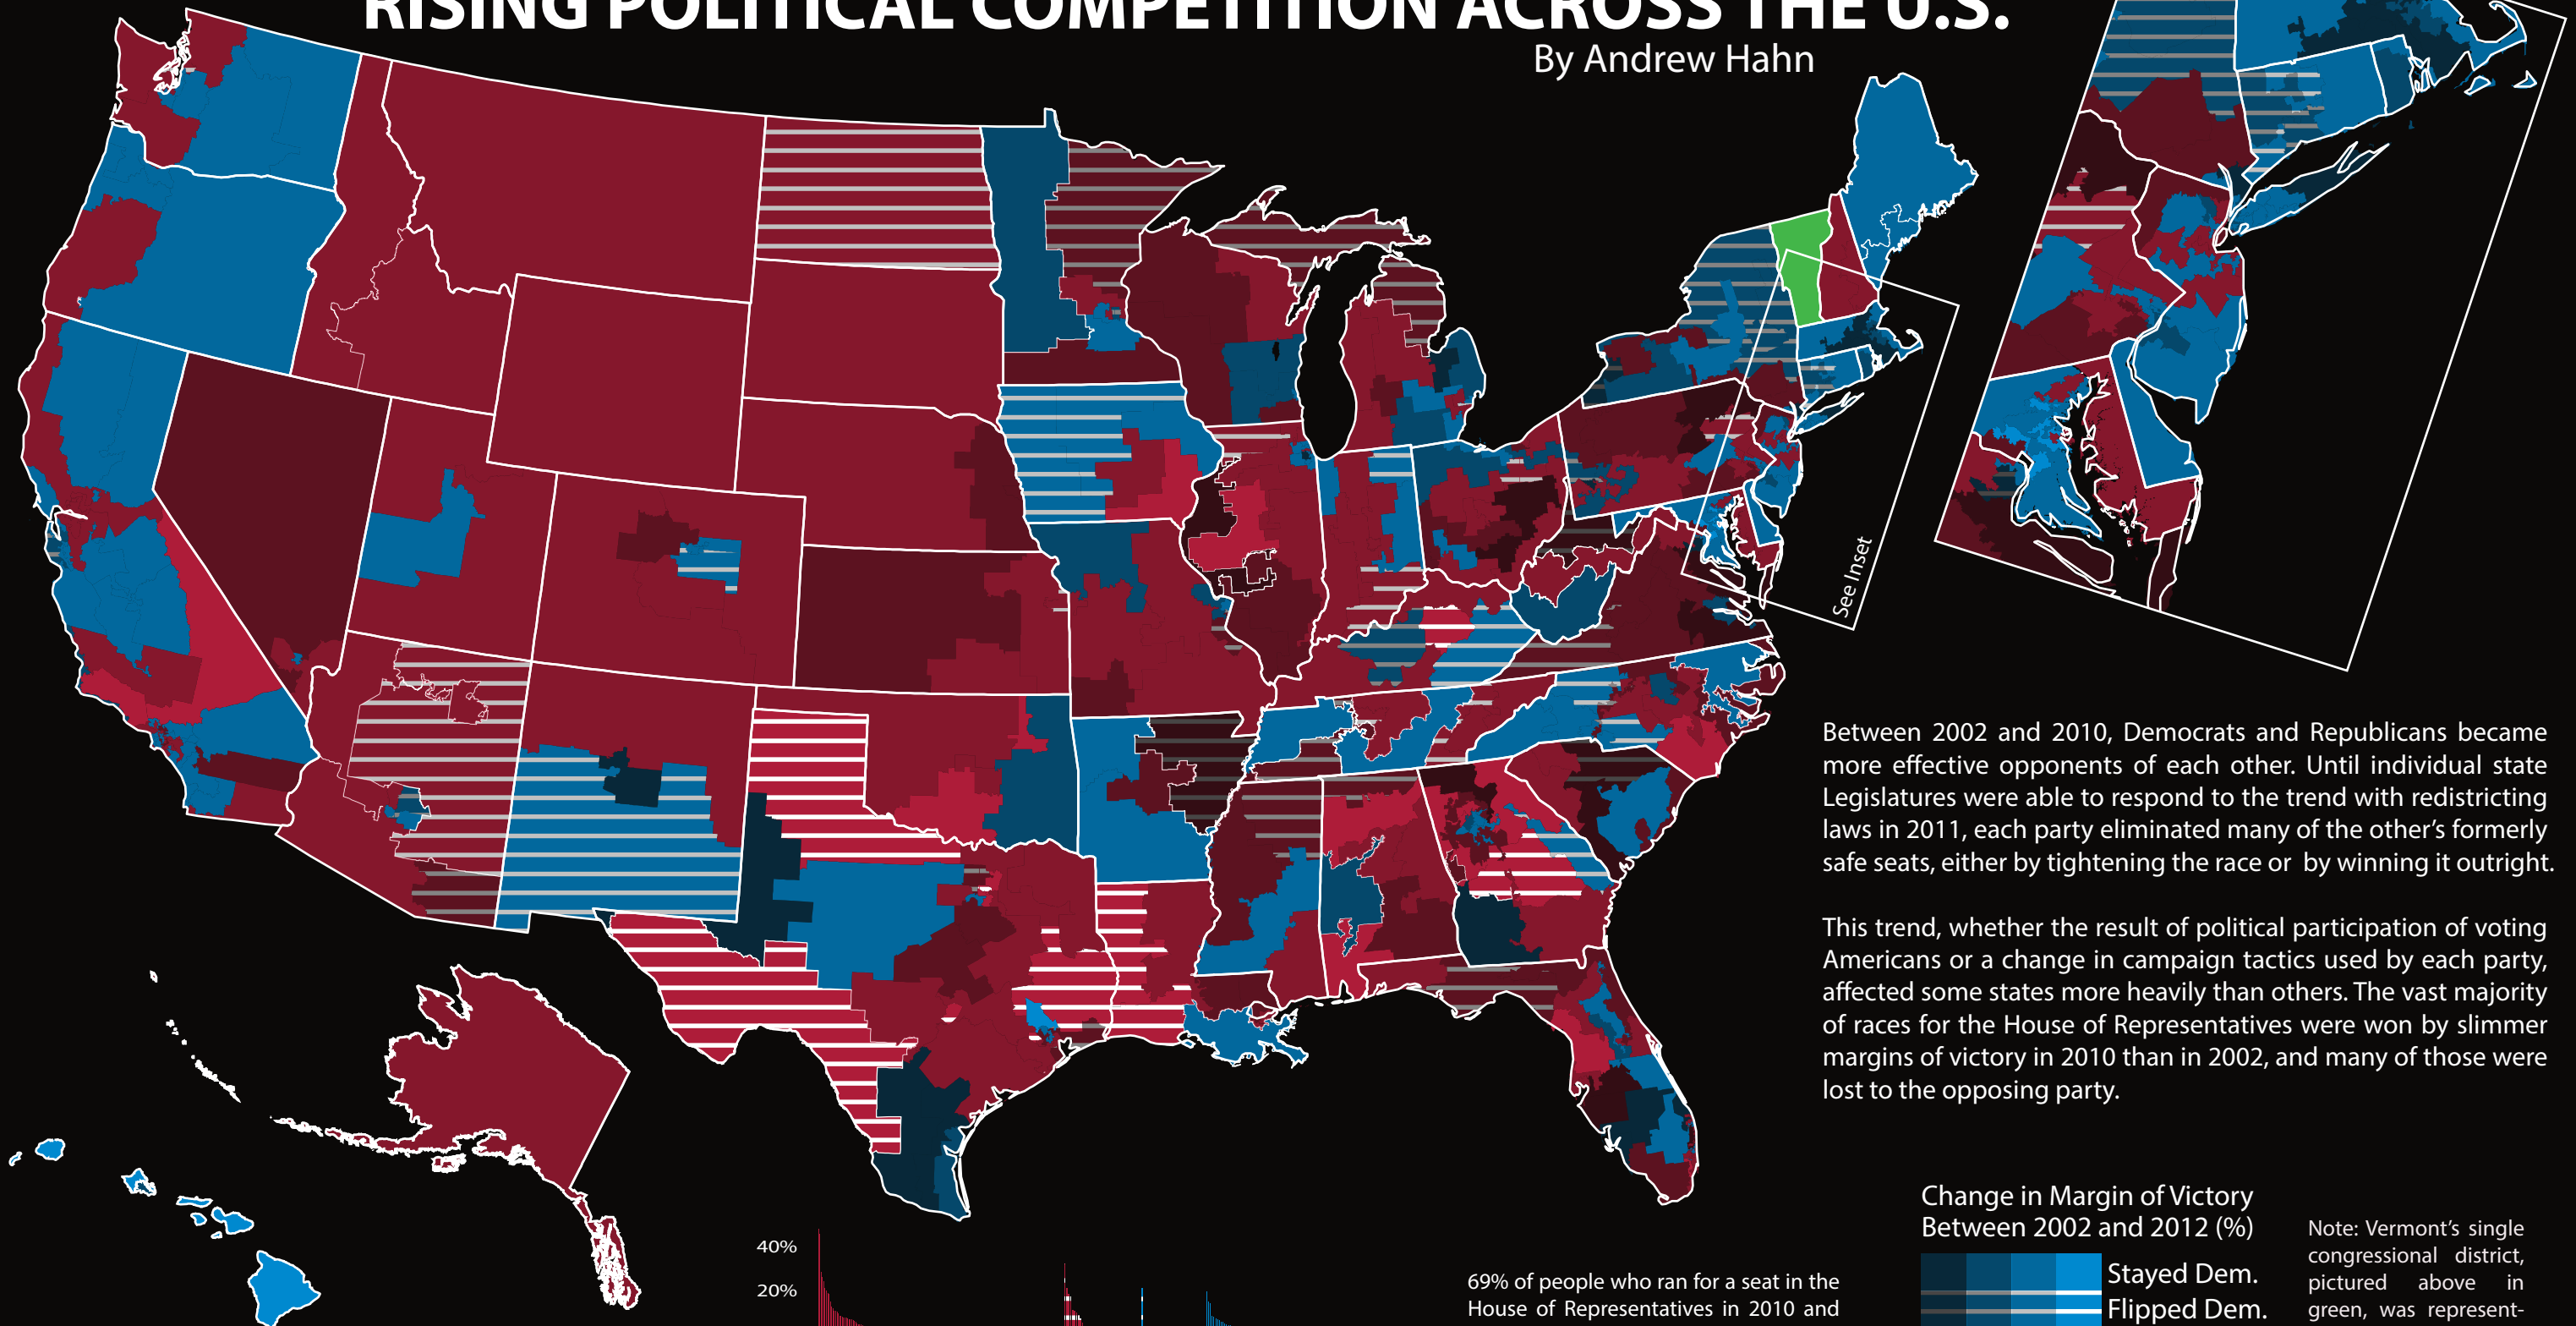 RISING POLITICAL COMPETITION ACROSS THE U.S.
By Andrew Hahn
See Inset
Between 2002 and 2010, Democrats and Republicans became
more effective opponents of each other. Until individual state
Legislatures were able to respond to the trend with redistricting
laws in 2011, each party eliminated many of the other's formerly
safe seats, either by tightening the race or by winning it outright.
This trend, whether the result of political participation of voting
Americans or a change in campaign tactics used by each party,
affected some states more heavily than others. The vast majority
of races for the House of Representatives were won by slimmer
margins of victory in 2010 than in 2002, and many of those were
lost to the opposing party.
40%
20%
69% of people who ran for a seat in the
House of Representatives in 2010 and
Change in Margin of Victory
Between 2002 and 2012 (%)
Stayed Dem.
Flipped Dem.
Note: Vermont's single
congressional district,
pictured above in
green, was represent-